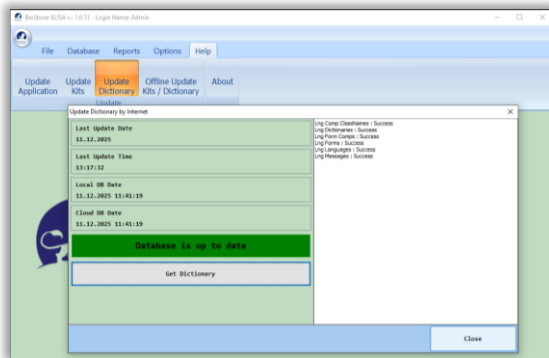 BioStone-ELISA v.: 1.0.13 - Login Name: Admin
File Database Reports Options Help
Update Application
Update Kits
Update Dictionary
Offline Update Kits / Dictionary
About
Update
Update Dictionary by Internet
Last Update Date
11.12.2025
Last Update Time
13:17:32
Local DB Date
11.12.2025 11:41:19
Cloud DB Date
11.12.2025 11:41:19
Database is up to date
Get Dictionary
Lng Comp ClassNames : Success
Lng Dictionaries : Success
Lng Form Comps : Success
Lng Forms : Success
Lng Languages : Success
Lng Messages : Success
Close